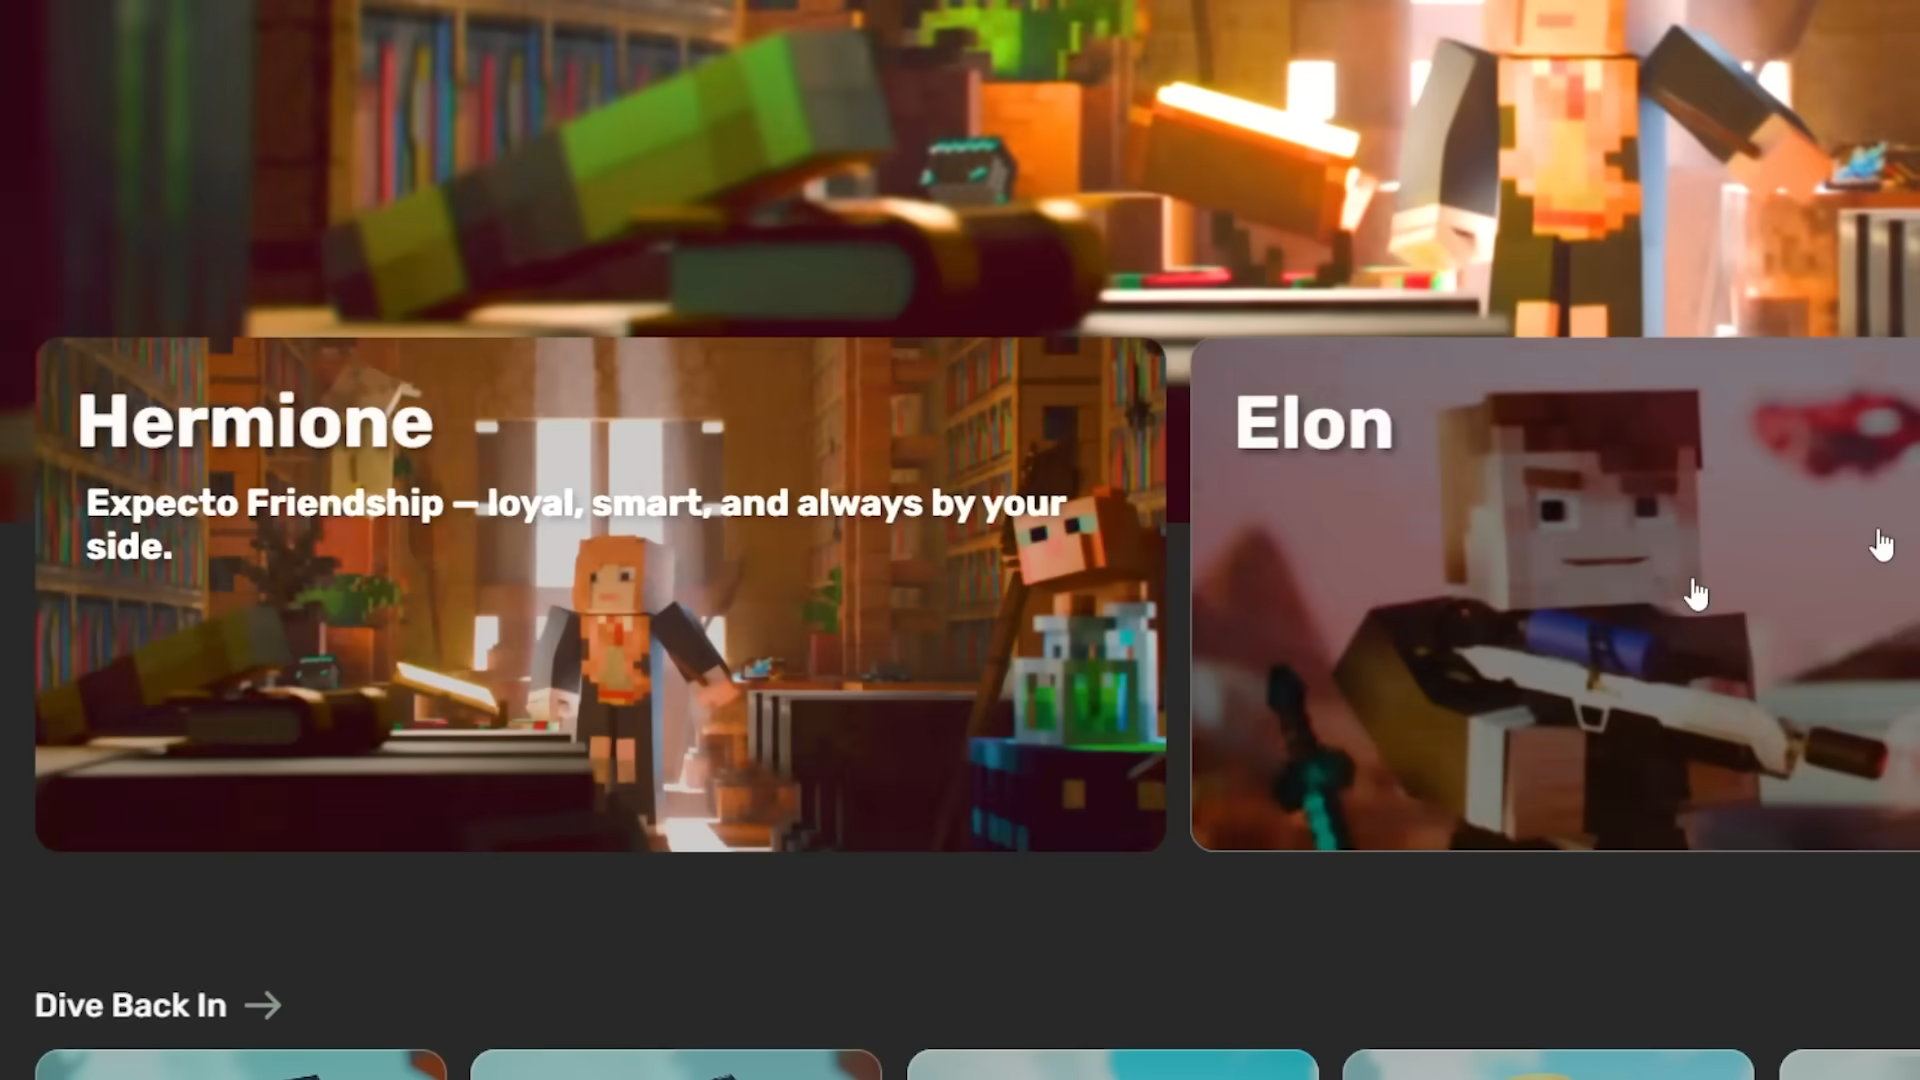 Hermione
Expecto Friendship – loyal, smart, and always by your
side.
Elon
Dive Back In